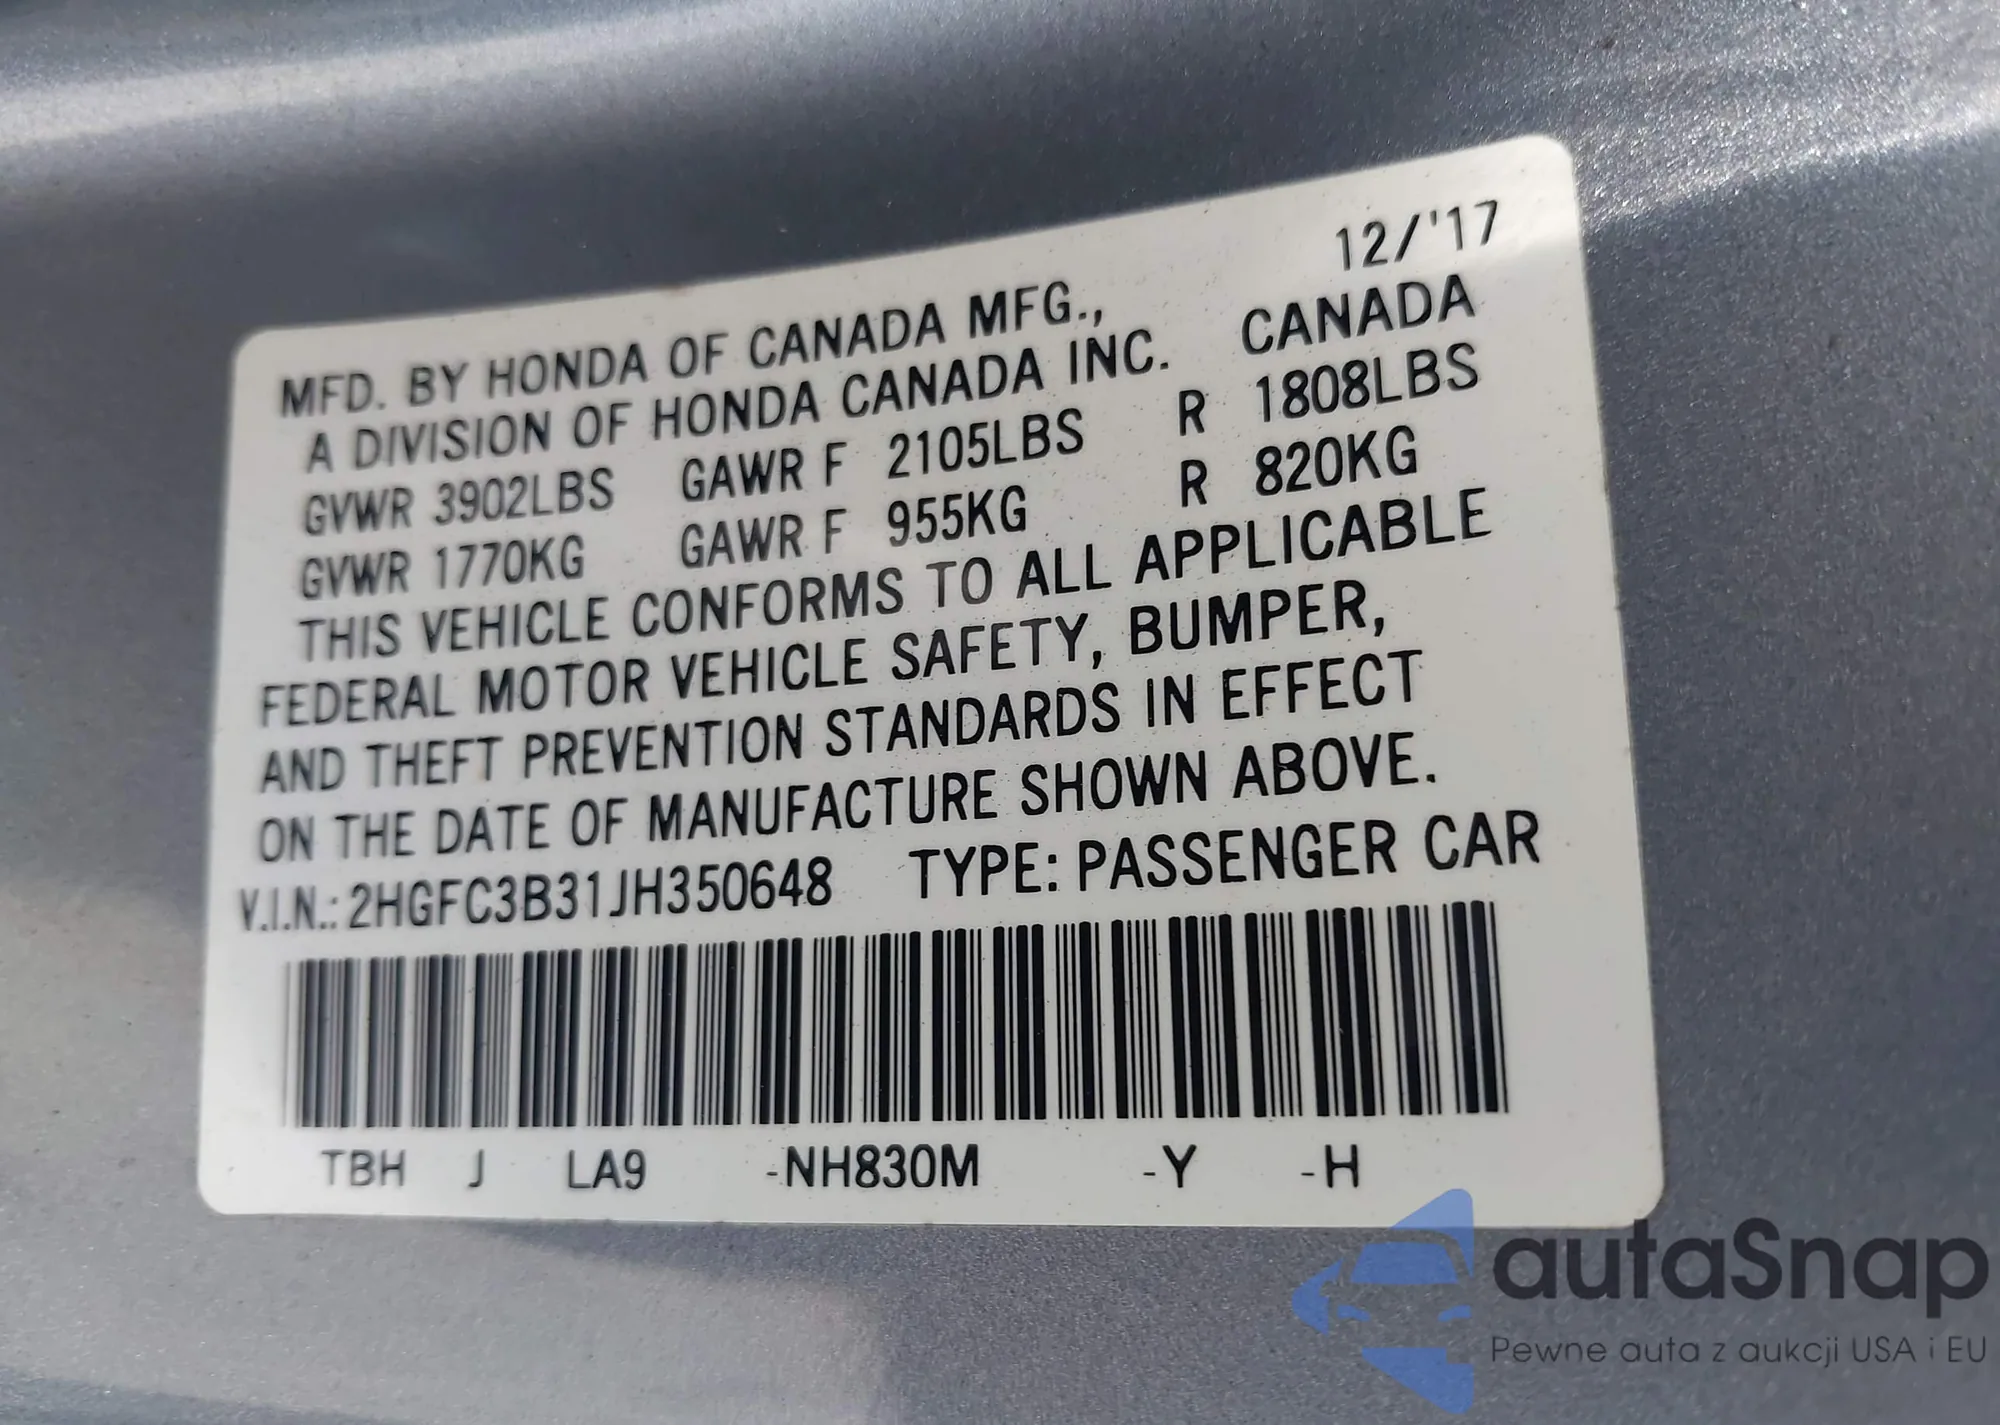 12/'17
MFD. BY HONDA OF CANADA MFG.,
A DIVISION OF HONDA CANADA INC. CANADA
GVWR 3902LBS GAWR F 2105LBS R 1808LBS
GVWR 1770KG GAWR F 955KG R 820KG
THIS VEHICLE CONFORMS TO ALL APPLICABLE
FEDERAL MOTOR VEHICLE SAFETY, BUMPER,
AND THEFT PREVENTION STANDARDS IN EFFECT
ON THE DATE OF MANUFACTURE SHOWN ABOVE.
V.I.N.: 2HGFC3B31JH350648 TYPE: PASSENGER CAR
TBH J LA9 -NH830M -Y -H
autaSnap
Pewne auta z aukcji USA i EU